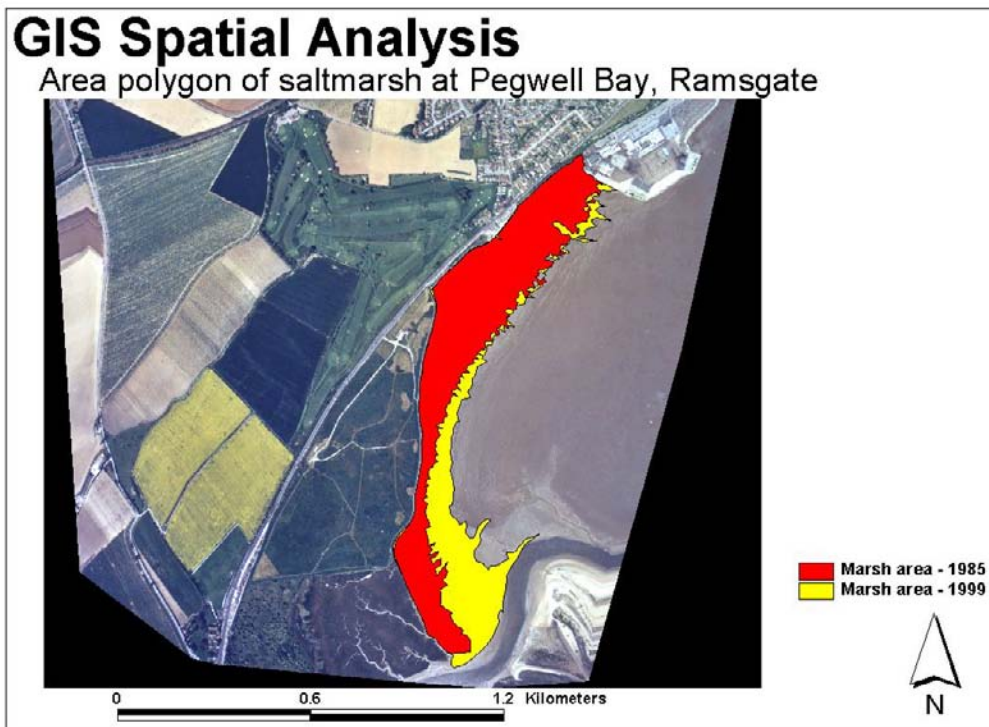 GIS Spatial Analysis
Area polygon of saltmarsh at Pegwell Bay, Ramsgate
Marsh area - 1985
Marsh area - 1999
0 0.6 1.2 Kilometers
N